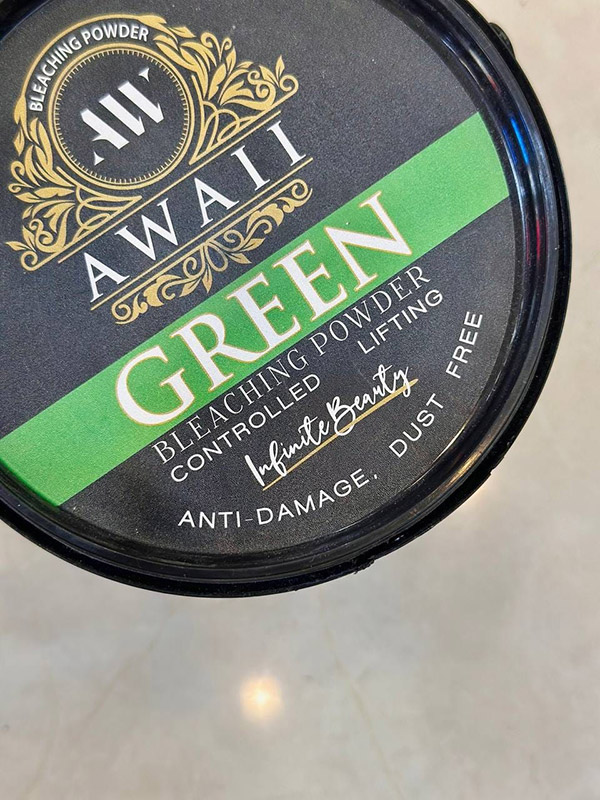 BLEACHING POWDER
AW
AWAII
GREEN
BLEACHING POWDER
CONTROLLED LIFTING
Infinite Beauty
ANTI-DAMAGE, DUST FREE